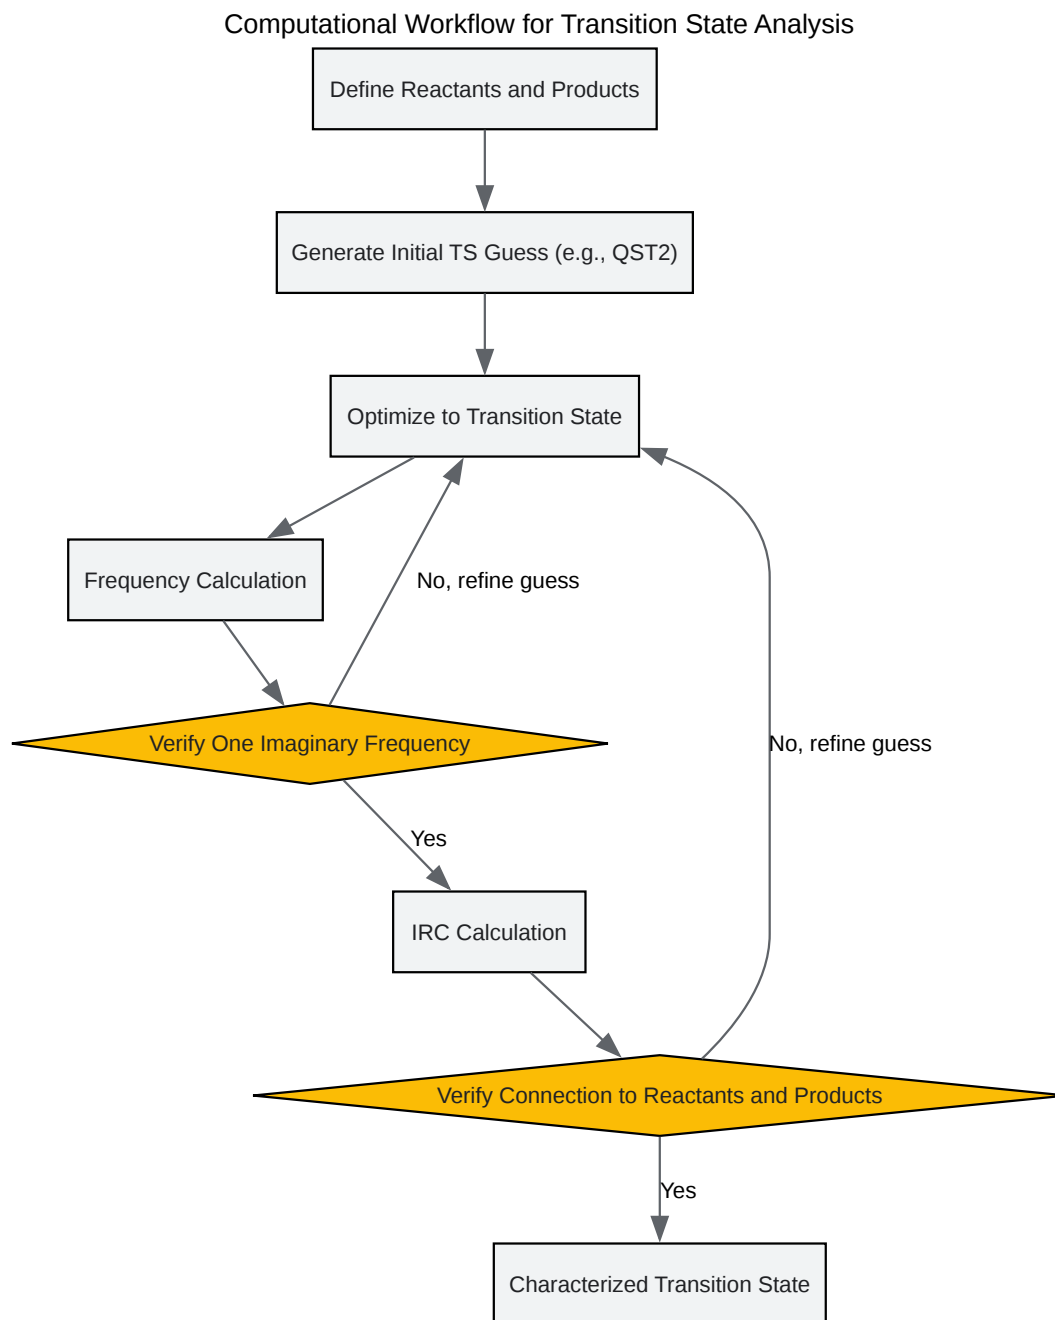 Computational Workflow for Transition State Analysis
Define Reactants and Products
Generate Initial TS Guess (e.g., QST2)
Optimize to Transition State
Frequency Calculation
No, refine guess
Verify One Imaginary Frequency
No, refine guess
Yes
IRC Calculation
Verify Connection to Reactants and Products
Yes
Characterized Transition State